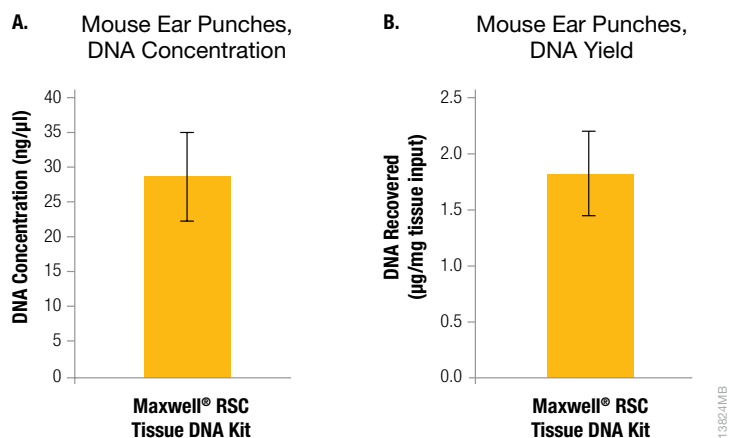 A.
Mouse Ear Punches,
DNA Concentration
DNA Concentration (ng/µl)
40
35
30
25
20
15
10
5
0
Maxwell® RSC
Tissue DNA Kit
B.
Mouse Ear Punches,
DNA Yield
DNA Recovered
(µg/mg tissue input)
2.5
2.0
1.5
1.0
0.5
0.0
Maxwell® RSC
Tissue DNA Kit
13824MB